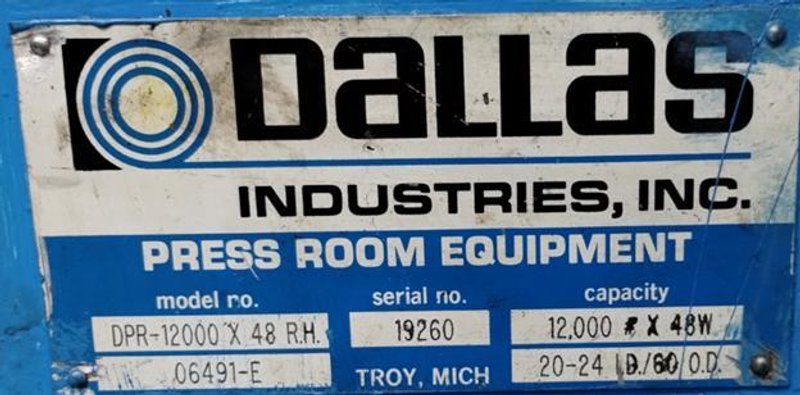 Dallas
INDUSTRIES, INC.
PRESS ROOM EQUIPMENT
model no. serial no. capacity
DPR-12000 X 48 R.H. 19260 12,000 # X 48W
06491-E TROY, MICH 20-24 I.D./60 O.D.